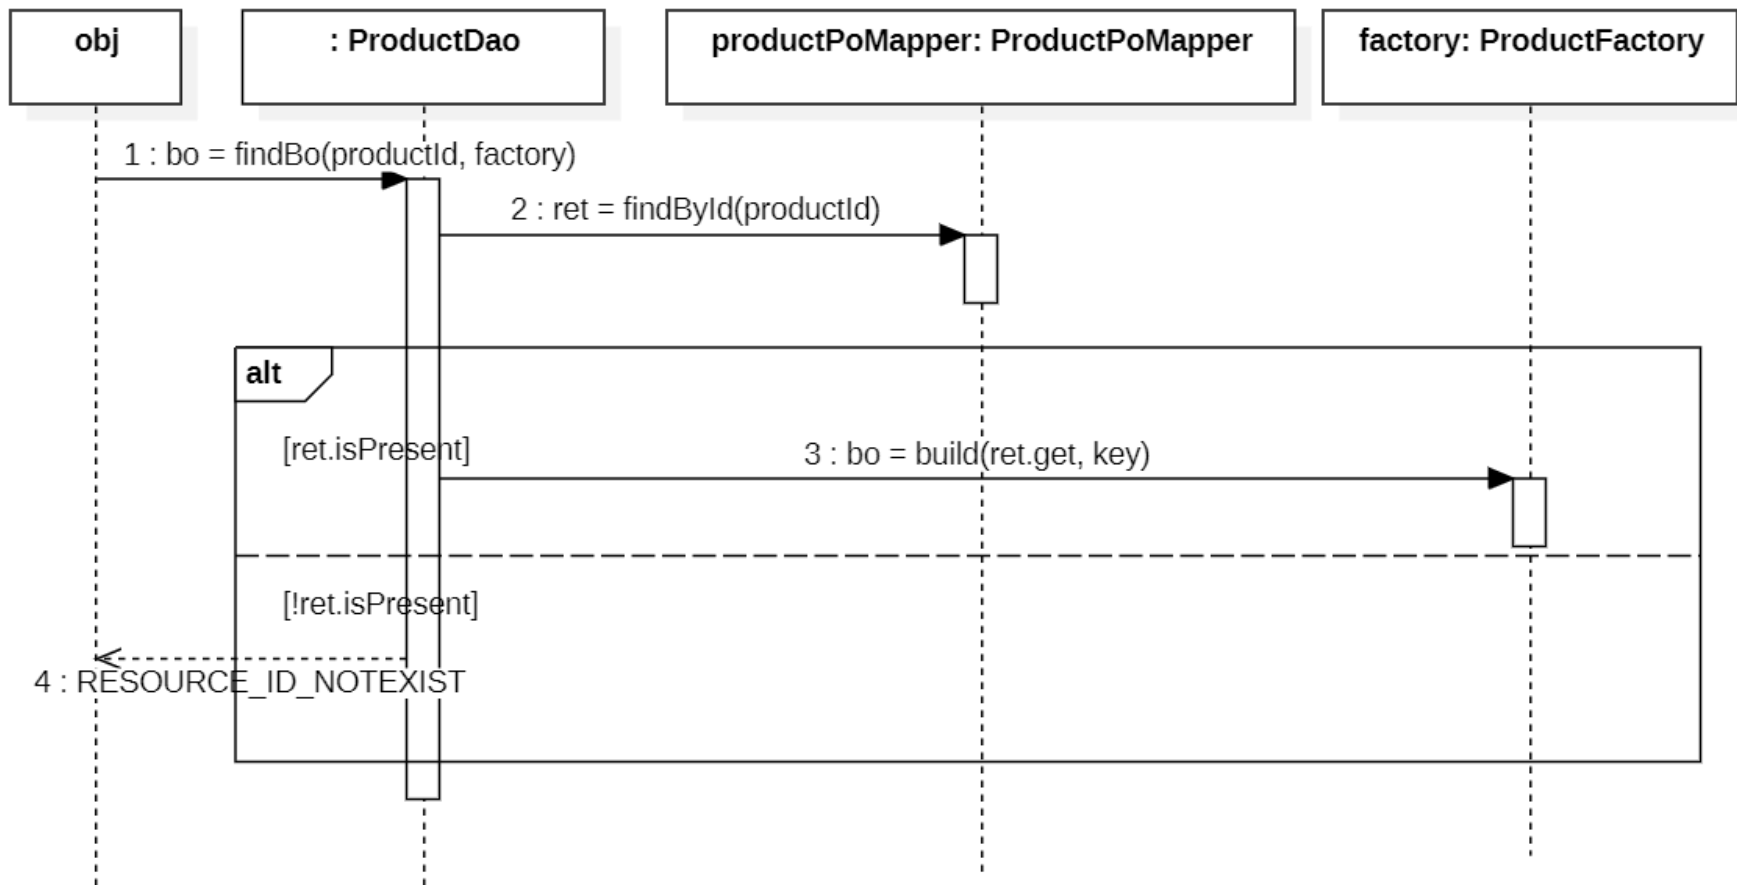 obj
: ProductDao
productPoMapper: ProductPoMapper
factory: ProductFactory
1 : bo = findBo(productId, factory)
2 : ret = findById(productId)
alt
[ret.isPresent]
3 : bo = build(ret.get, key)
[!ret.isPresent]
4 : RESOURCE_ID_NOTEXIST